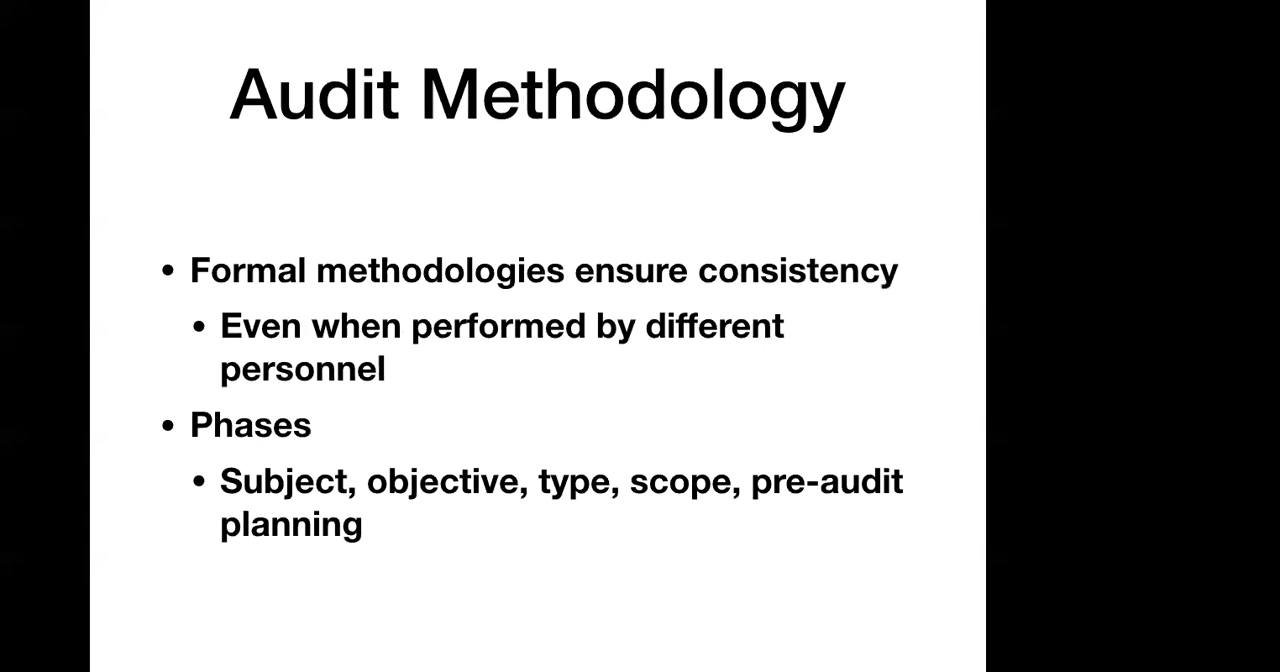 Audit Methodology
• Formal methodologies ensure consistency
• Even when performed by different
personnel
• Phases
• Subject, objective, type, scope, pre-audit
planning